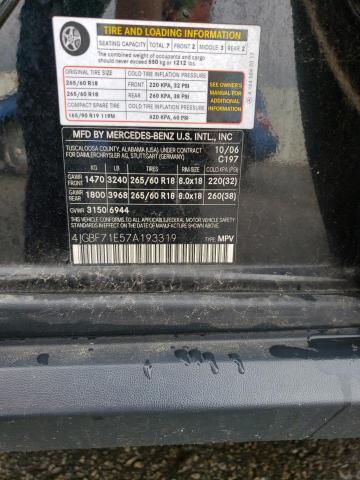 TIRE AND LOADING INFORMATION
SEATING CAPACITY TOTAL 7 FRONT 2 MIDDLE 3 REAR 2
The combined weight of occupants and cargo
should never exceed 550 kg or 1212 lbs.
ORIGINAL TIRE SIZE COLD TIRE INFLATION PRESSURE
265/60 R18 FRONT 220 KPA, 32 PSI
265/60 R18 REAR 260 KPA, 38 PSI
COMPACT SPARE TIRE COLD TIRE INFLATION PRESSURE
165/90 R19 119M 420 KPA, 60 PSI
SEE OWNER'S
MANUAL FOR
ADDITIONAL
INFORMATION
MFD BY MERCEDES-BENZ U.S. INTL., INC
TUSCALOOSA COUNTY, ALABAMA (USA) UNDER CONTRACT
FOR DAIMLERCHRYSLER AG, STUTTGART (GERMANY)
10/06
C197
KG LB COLD KPA(PSI)
GAWR FRONT 1470 3240 265/60 R18 8.0x18 220(32)
GAWR REAR 1800 3968 265/60 R18 8.0x18 260(38)
GVWR 3150 6944
THIS VEHICLE CONFORMS TO ALL APPLICABLE
FEDERAL MOTOR VEHICLE SAFETY STANDARDS IN
EFFECT ON THE DATE OF MANUFACTURE SHOWN ABOVE.
4JGBF71E57A193319 TYPE: MPV